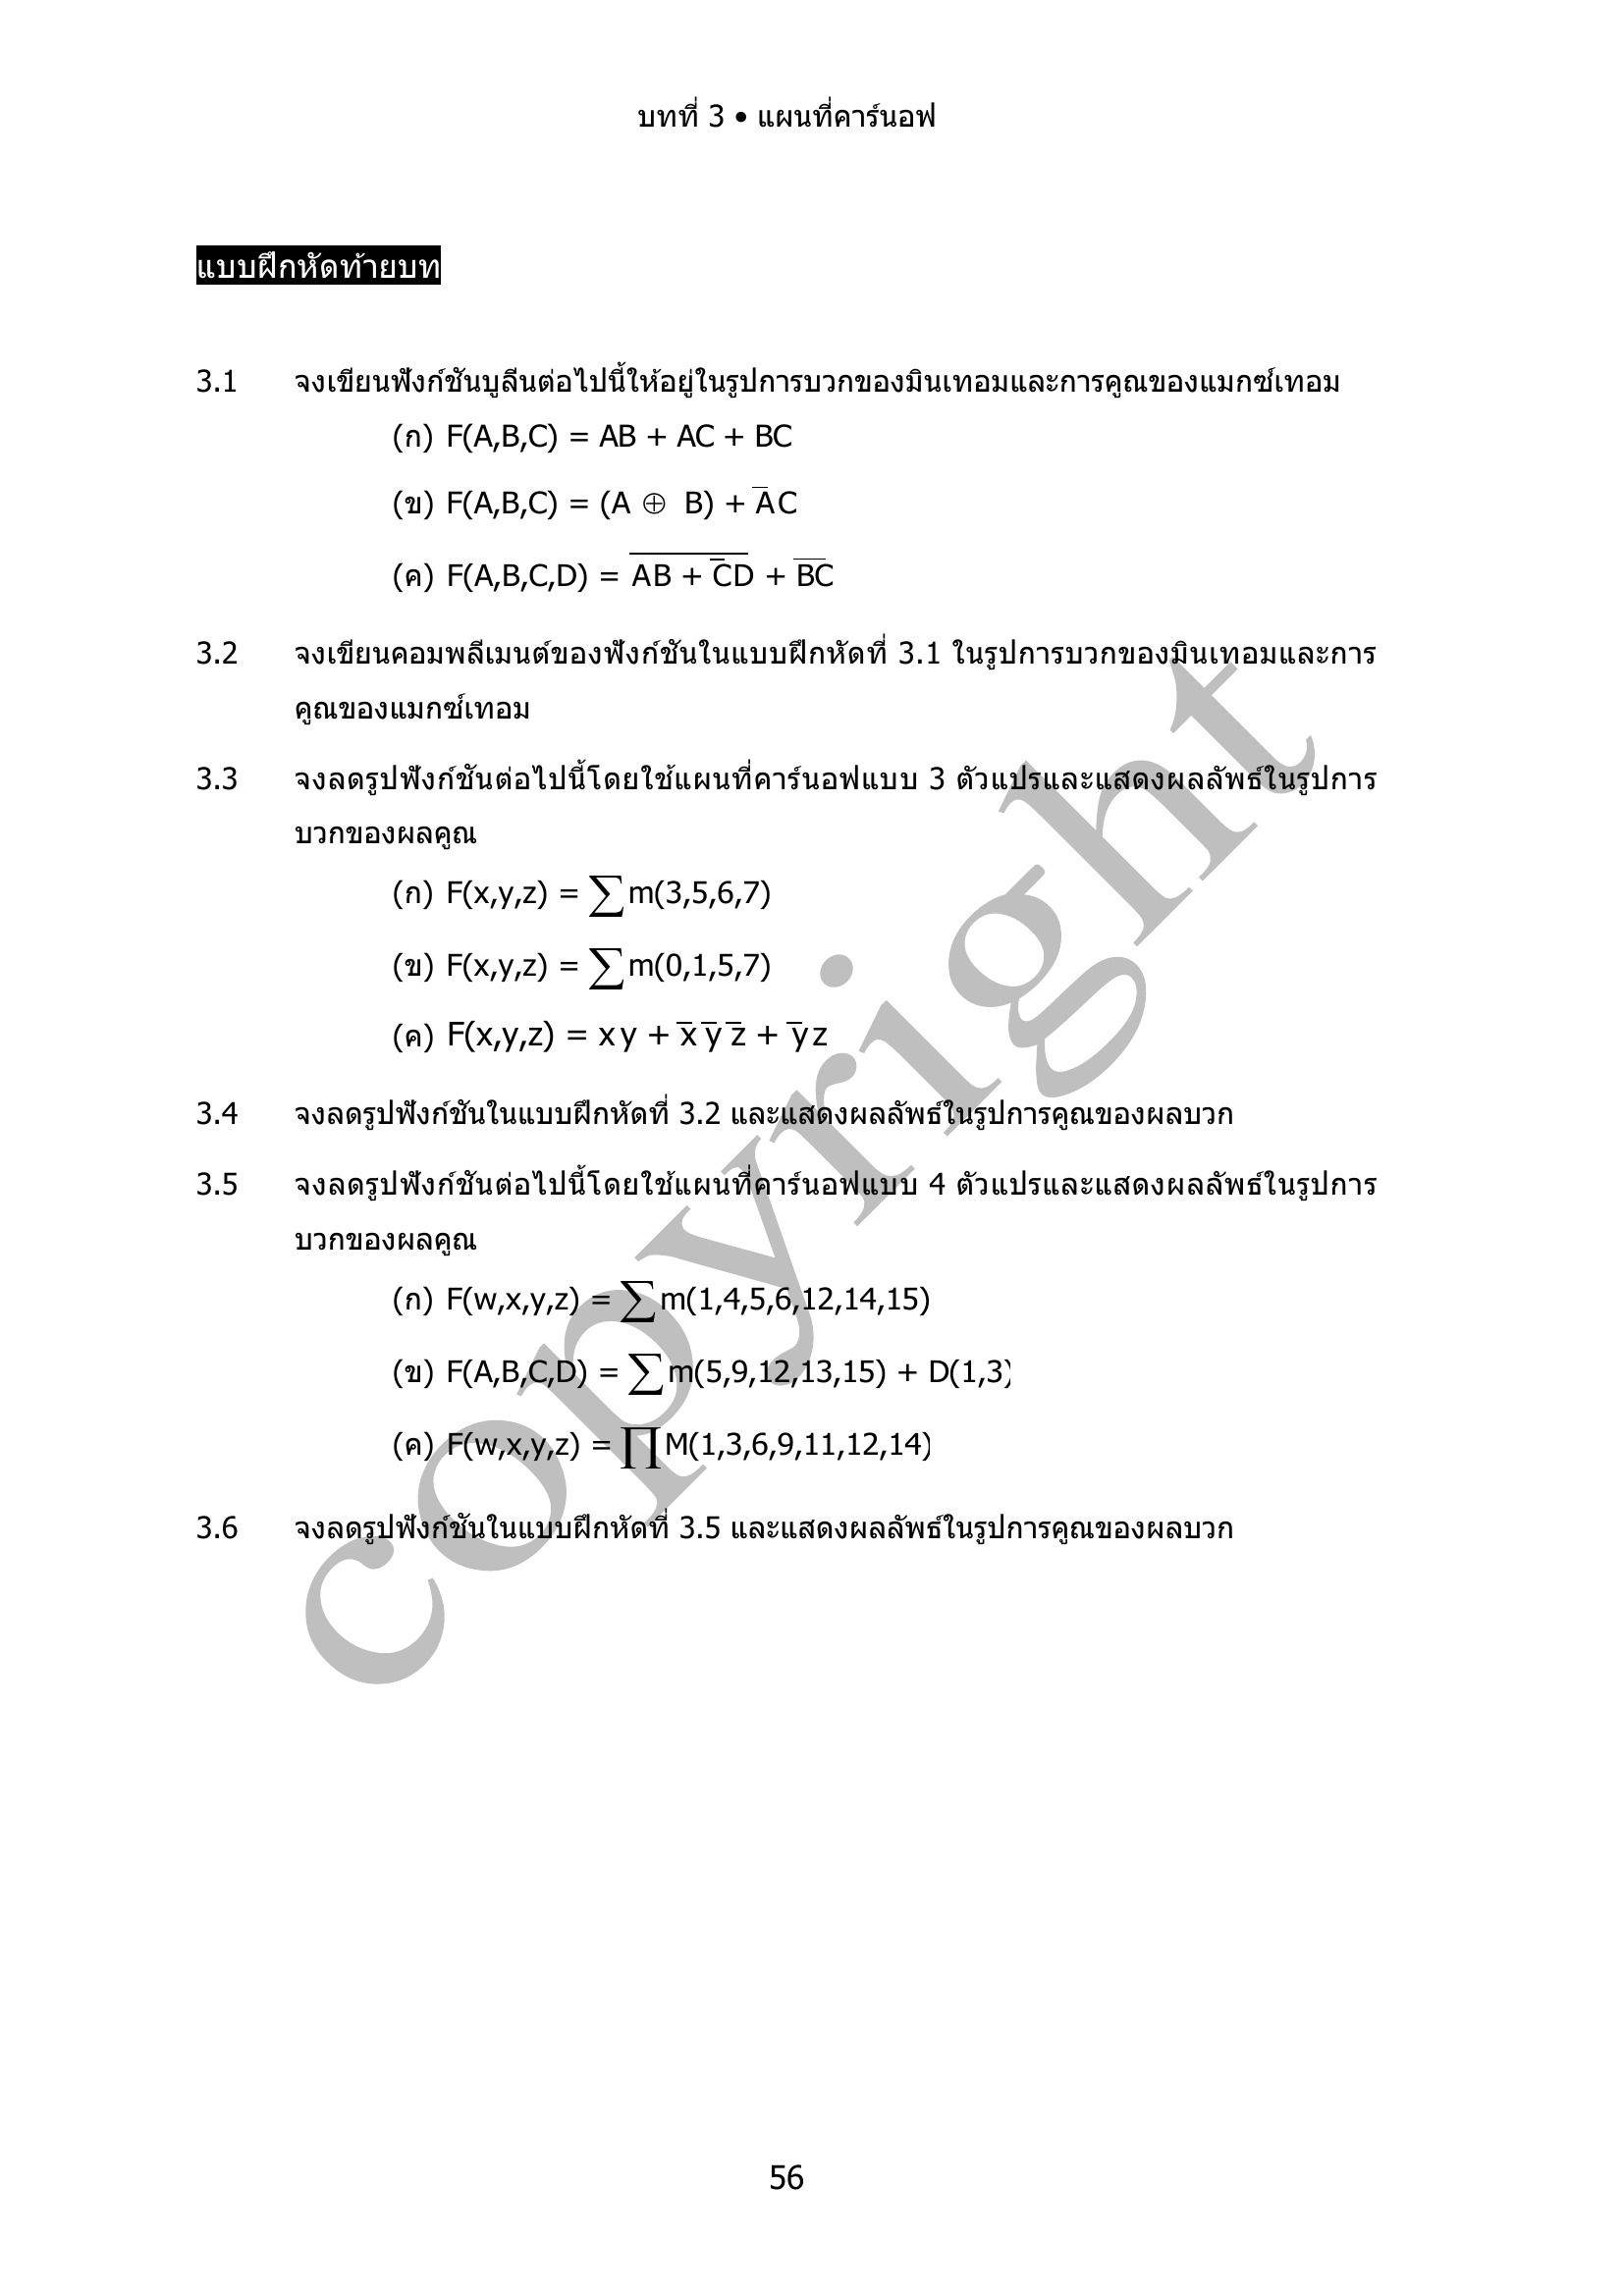 บทที่ 3 • แผนที่คาร์นอฟ
แบบฝึกหัดท้ายบท
3.1 จงเขียนฟังก์ชันบูลีนต่อไปนี้ให้อยู่ในรูปการบวกของมินเทอมและการคูณของแมกซ์เทอม
(ก) F(A,B,C) = AB + AC + BC
(ข) F(A,B,C) = (A ⊕ B) + A̅C
(ค) F(A,B,C,D) = \overline{AB + \overline{C}D} + \overline{BC}
3.2 จงเขียนคอมพลีเมนต์ของฟังก์ชันในแบบฝึกหัดที่ 3.1 ในรูปการบวกของมินเทอมและการ
คูณของแมกซ์เทอม
3.3 จงลดรูปฟังก์ชันต่อไปนี้โดยใช้แผนที่คาร์นอฟแบบ 3 ตัวแปรและแสดงผลลัพธ์ในรูปการ
บวกของผลคูณ
(ก) F(x,y,z) = ∑m(3,5,6,7)
(ข) F(x,y,z) = ∑m(0,1,5,7)
(ค) F(x,y,z) = xy + x̅ y̅ z̅ + y̅z
3.4 จงลดรูปฟังก์ชันในแบบฝึกหัดที่ 3.2 และแสดงผลลัพธ์ในรูปการคูณของผลบวก
3.5 จงลดรูปฟังก์ชันต่อไปนี้โดยใช้แผนที่คาร์นอฟแบบ 4 ตัวแปรและแสดงผลลัพธ์ในรูปการ
บวกของผลคูณ
(ก) F(w,x,y,z) = ∑m(1,4,5,6,12,14,15)
(ข) F(A,B,C,D) = ∑m(5,9,12,13,15) + D(1,3)
(ค) F(w,x,y,z) = ∏M(1,3,6,9,11,12,14)
3.6 จงลดรูปฟังก์ชันในแบบฝึกหัดที่ 3.5 และแสดงผลลัพธ์ในรูปการคูณของผลบวก
copyright
56